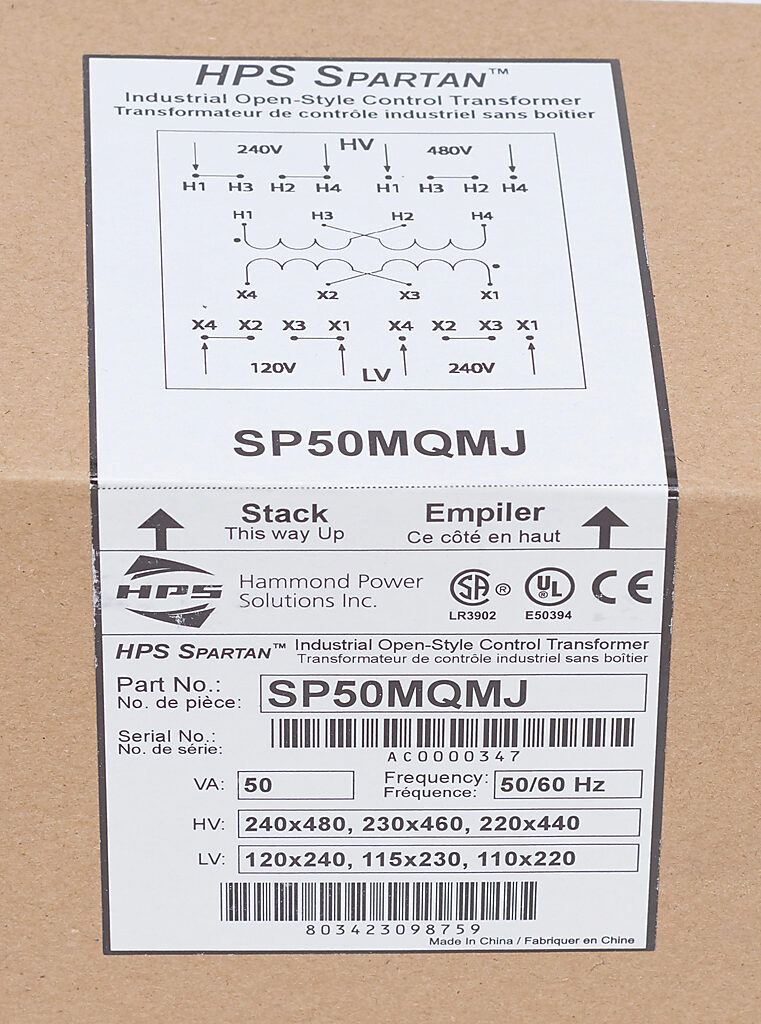 HPS SPARTAN™
Industrial Open-Style Control Transformer
Transformateur de contrôle industriel sans boîtier
240V HV 480V
H1 H3 H2 H4 H1 H3 H2 H4
H1 H3 H2 H4
X4 X2 X3 X1
X4 X2 X3 X1 X4 X2 X3 X1
120V LV 240V
SP50MQMJ
Stack Empiler
This way Up Ce côté en haut
HPS Hammond Power Solutions Inc.
SA ® UL CE
LR3902 E50394
HPS SPARTAN™ Industrial Open-Style Control Transformer
Transformateur de contrôle industriel sans boîtier
Part No.: SP50MQMJ
No. de pièce:
Serial No.:
No. de série:
AC0000347
VA: 50 Frequency: 50/60 Hz
Fréquence:
HV: 240x480, 230x460, 220x440
LV: 120x240, 115x230, 110x220
803423098759
Made In China / Fabriquer en Chine